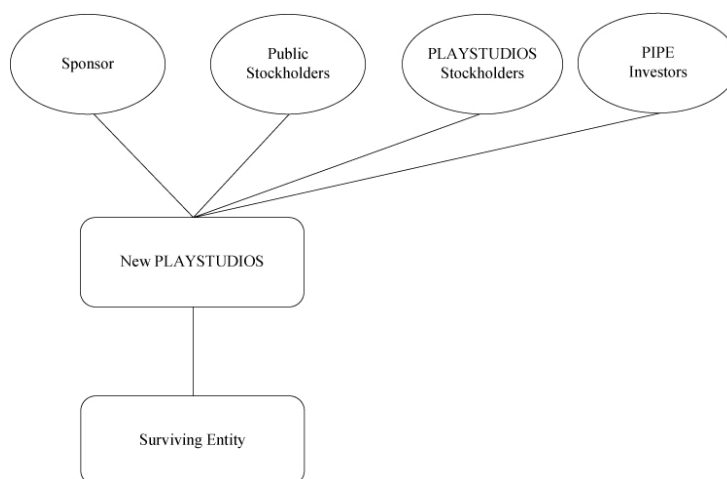 Sponsor
Public
Stockholders
PLAYSTUDIOS
Stockholders
PIPE
Investors
New PLAYSTUDIOS
Surviving Entity